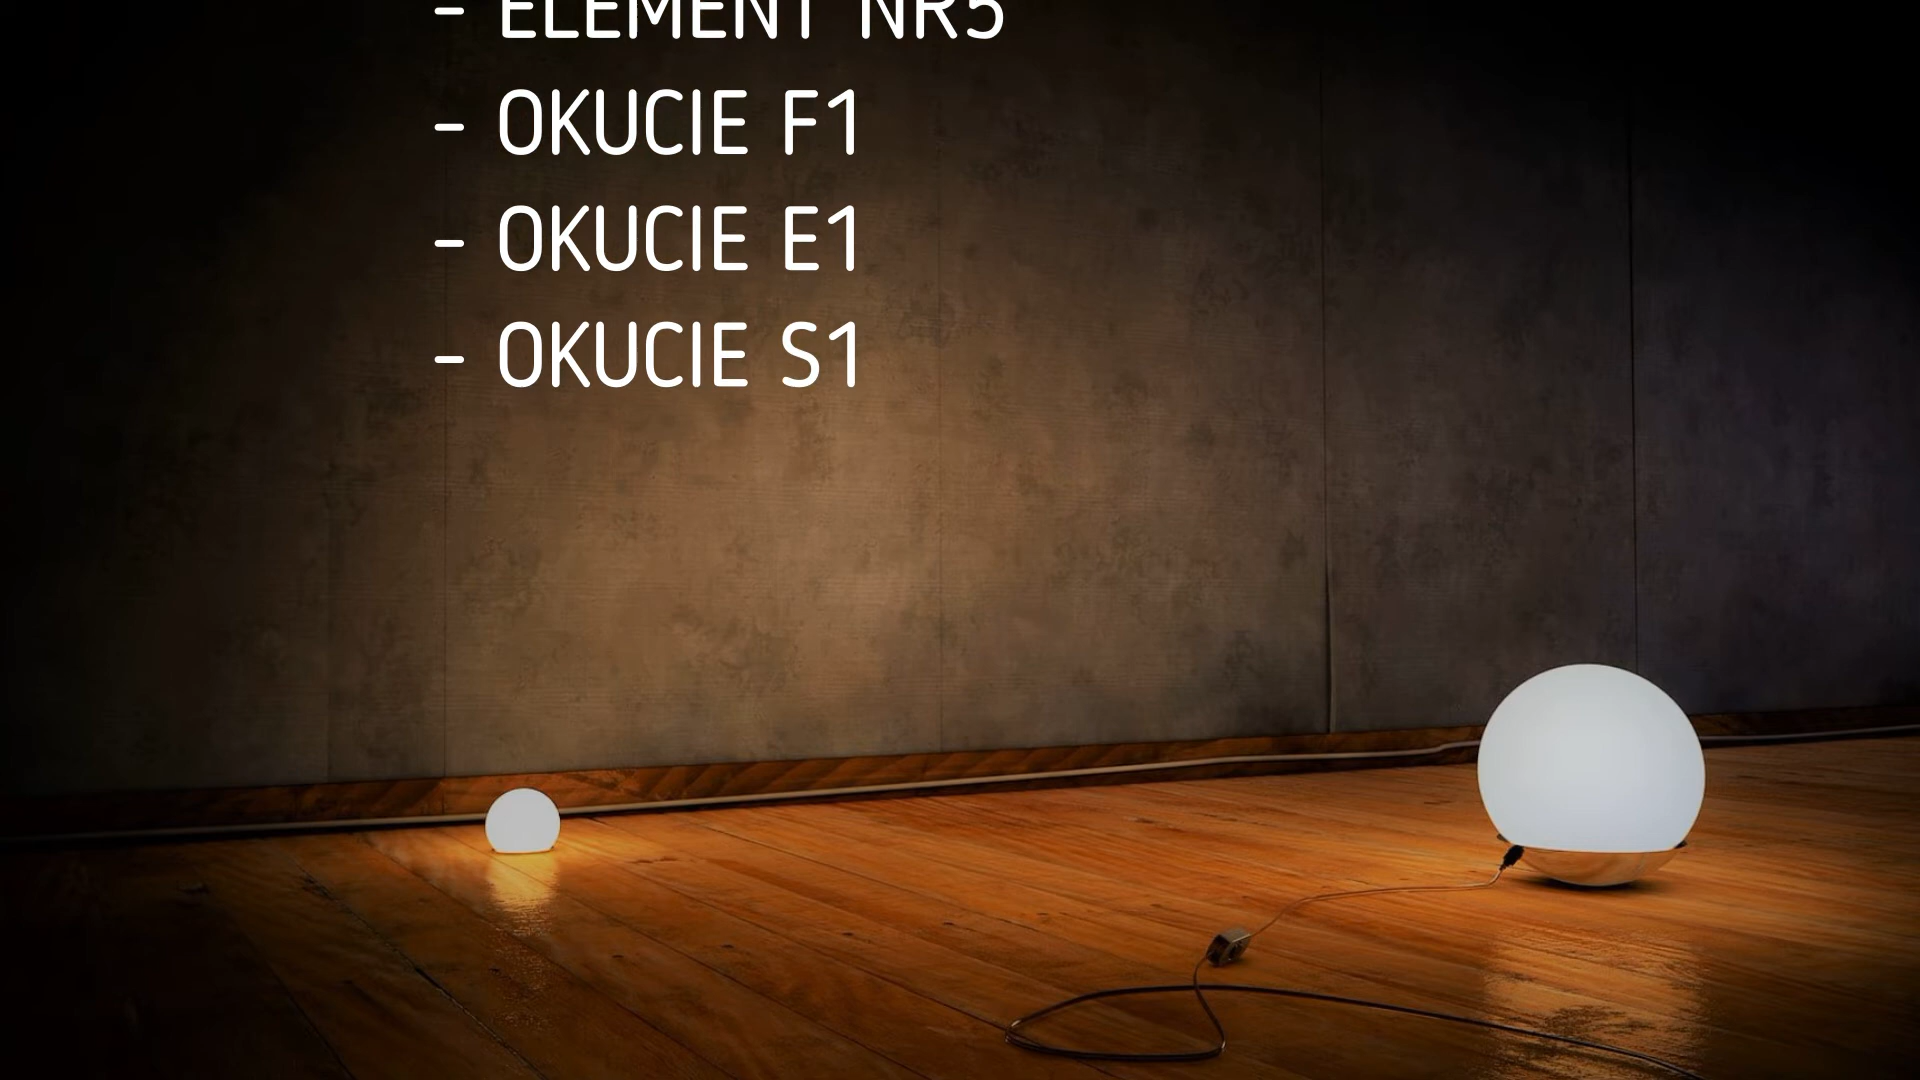 - ELEMENT NR5
- OKUCIE F1
- OKUCIE E1
- OKUCIE S1